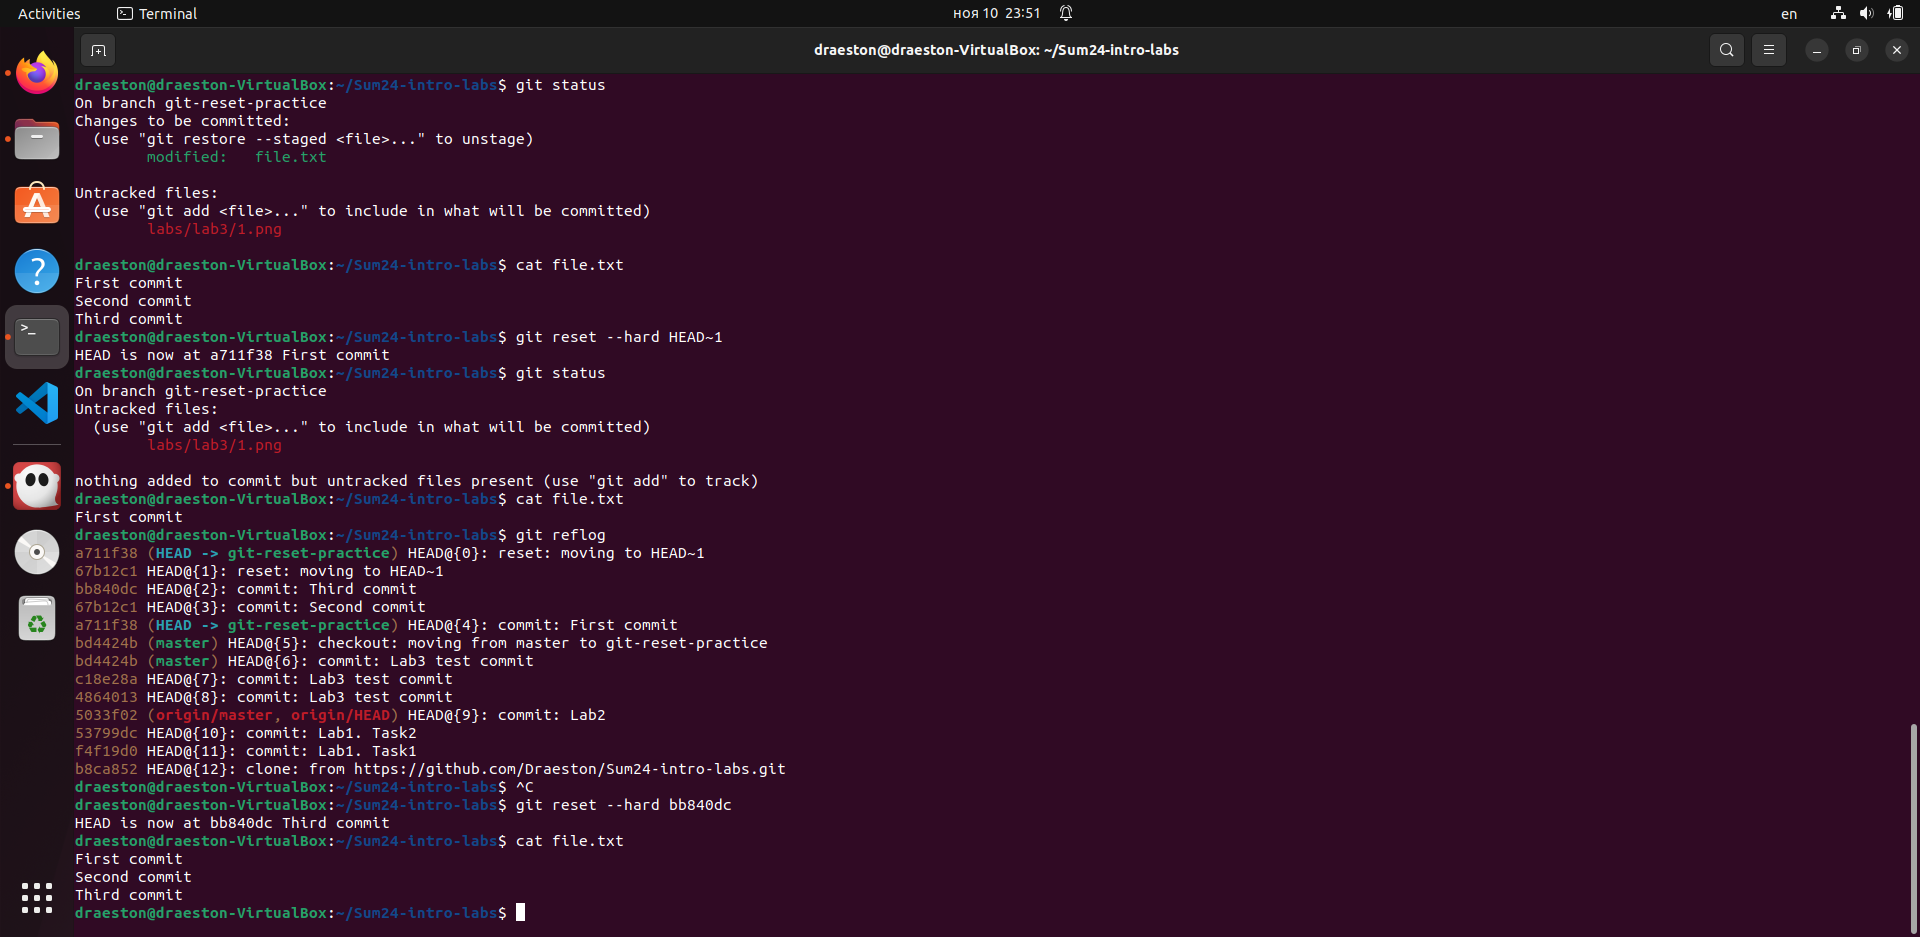 Activities Terminal ноя 10 23:51 en
draeston@draeston-VirtualBox: ~/Sum24-intro-labs
draeston@draeston-VirtualBox:~/Sum24-intro-labs$ git status
On branch git-reset-practice
Changes to be committed:
  (use "git restore --staged <file>..." to unstage)
        modified:   file.txt

Untracked files:
  (use "git add <file>..." to include in what will be committed)
        labs/lab3/1.png

draeston@draeston-VirtualBox:~/Sum24-intro-labs$ cat file.txt
First commit
Second commit
Third commit
draeston@draeston-VirtualBox:~/Sum24-intro-labs$ git reset --hard HEAD~1
HEAD is now at a711f38 First commit
draeston@draeston-VirtualBox:~/Sum24-intro-labs$ git status
On branch git-reset-practice
Untracked files:
  (use "git add <file>..." to include in what will be committed)
        labs/lab3/1.png

nothing added to commit but untracked files present (use "git add" to track)
draeston@draeston-VirtualBox:~/Sum24-intro-labs$ cat file.txt
First commit
draeston@draeston-VirtualBox:~/Sum24-intro-labs$ git reflog
a711f38 (HEAD -> git-reset-practice) HEAD@{0}: reset: moving to HEAD~1
67b12c1 HEAD@{1}: reset: moving to HEAD~1
bb840dc HEAD@{2}: commit: Third commit
67b12c1 HEAD@{3}: commit: Second commit
a711f38 (HEAD -> git-reset-practice) HEAD@{4}: commit: First commit
bd4424b (master) HEAD@{5}: checkout: moving from master to git-reset-practice
bd4424b (master) HEAD@{6}: commit: Lab3 test commit
c18e28a HEAD@{7}: commit: Lab3 test commit
4864013 HEAD@{8}: commit: Lab3 test commit
5033f02 (origin/master, origin/HEAD) HEAD@{9}: commit: Lab2
53799dc HEAD@{10}: commit: Lab1. Task2
f4f19d0 HEAD@{11}: commit: Lab1. Task1
b8ca852 HEAD@{12}: clone: from https://github.com/Draeston/Sum24-intro-labs.git
draeston@draeston-VirtualBox:~/Sum24-intro-labs$ ^C
draeston@draeston-VirtualBox:~/Sum24-intro-labs$ git reset --hard bb840dc
HEAD is now at bb840dc Third commit
draeston@draeston-VirtualBox:~/Sum24-intro-labs$ cat file.txt
First commit
Second commit
Third commit
draeston@draeston-VirtualBox:~/Sum24-intro-labs$